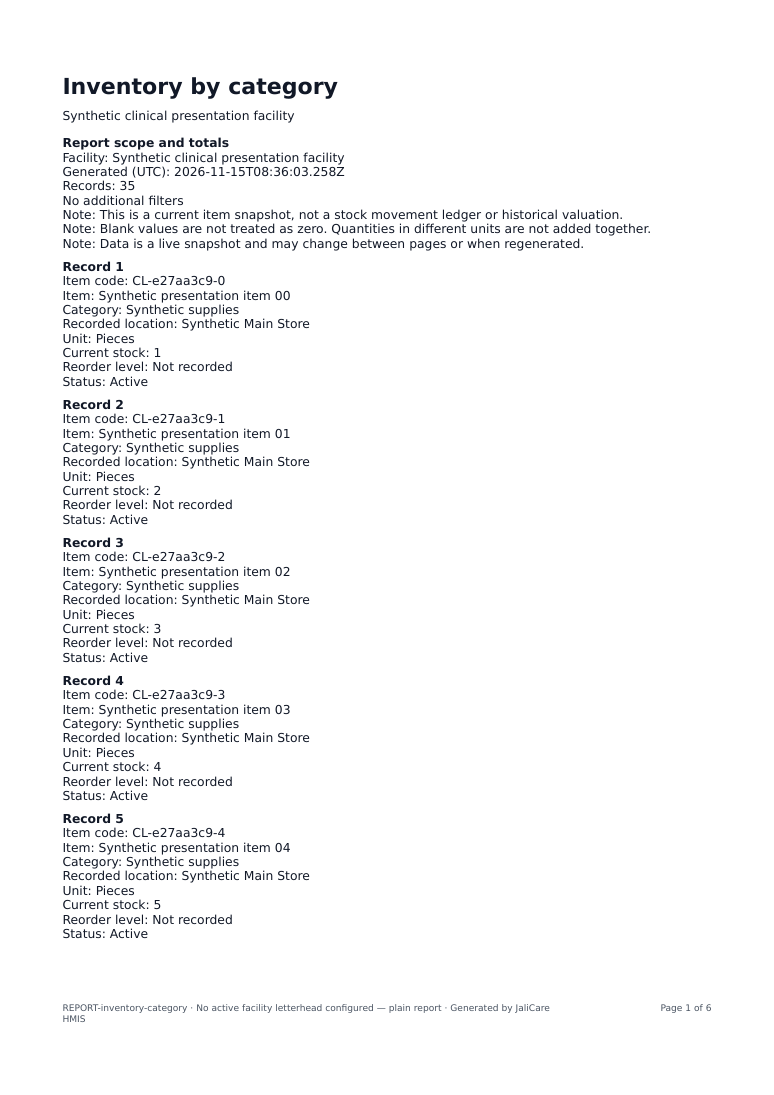 Inventory by category
Synthetic clinical presentation facility
Report scope and totals
Facility: Synthetic clinical presentation facility
Generated (UTC): 2026-11-15T08:36:03.258Z
Records: 35
No additional filters
Note: This is a current item snapshot, not a stock movement ledger or historical valuation.
Note: Blank values are not treated as zero. Quantities in different units are not added together.
Note: Data is a live snapshot and may change between pages or when regenerated.
Record 1
Item code: CL-e27aa3c9-0
Item: Synthetic presentation item 00
Category: Synthetic supplies
Recorded location: Synthetic Main Store
Unit: Pieces
Current stock: 1
Reorder level: Not recorded
Status: Active
Record 2
Item code: CL-e27aa3c9-1
Item: Synthetic presentation item 01
Category: Synthetic supplies
Recorded location: Synthetic Main Store
Unit: Pieces
Current stock: 2
Reorder level: Not recorded
Status: Active
Record 3
Item code: CL-e27aa3c9-2
Item: Synthetic presentation item 02
Category: Synthetic supplies
Recorded location: Synthetic Main Store
Unit: Pieces
Current stock: 3
Reorder level: Not recorded
Status: Active
Record 4
Item code: CL-e27aa3c9-3
Item: Synthetic presentation item 03
Category: Synthetic supplies
Recorded location: Synthetic Main Store
Unit: Pieces
Current stock: 4
Reorder level: Not recorded
Status: Active
Record 5
Item code: CL-e27aa3c9-4
Item: Synthetic presentation item 04
Category: Synthetic supplies
Recorded location: Synthetic Main Store
Unit: Pieces
Current stock: 5
Reorder level: Not recorded
Status: Active
REPORT-inventory-category · No active facility letterhead configured — plain report · Generated by JaliCare HMIS
Page 1 of 6